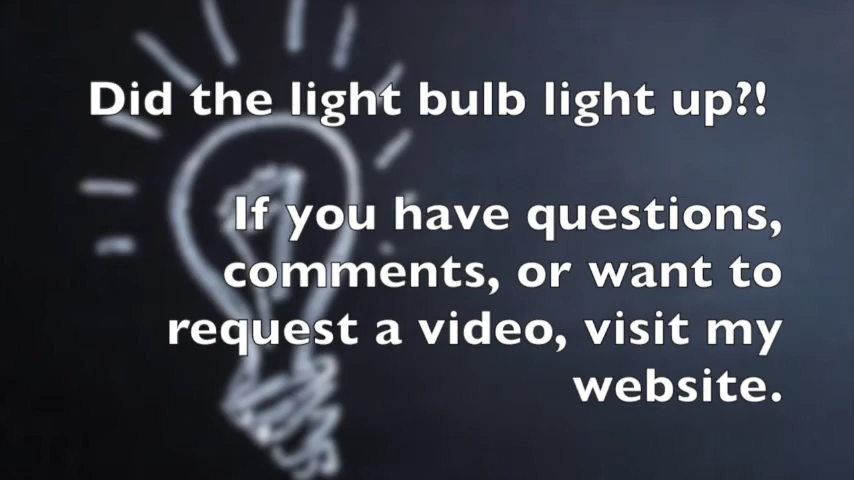 Did the light bulb light up?!
If you have questions,
comments, or want to
request a video, visit my
website.